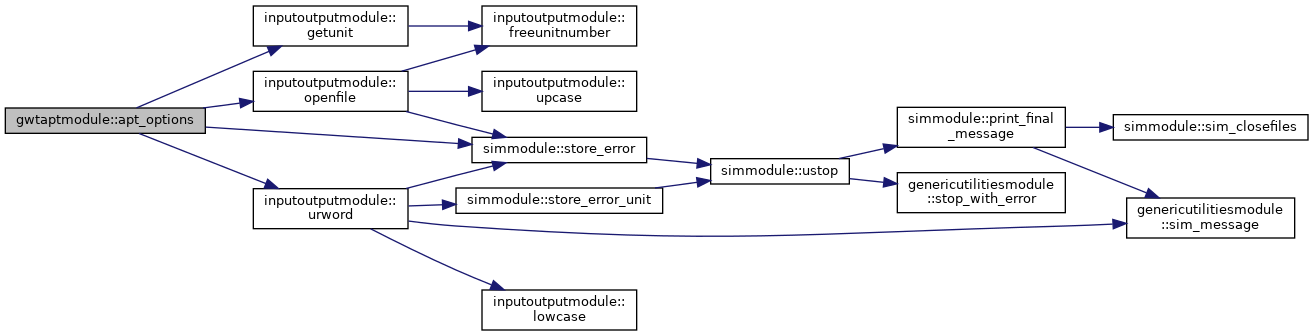 gwtaptmodule::apt_options
inputoutputmodule::
getunit
inputoutputmodule::
openfile
inputoutputmodule::
urword
inputoutputmodule::
freeunitnumber
inputoutputmodule::
upcase
simmodule::store_error
simmodule::store_error_unit
inputoutputmodule::
lowcase
simmodule::ustop
simmodule::print_final
_message
genericutilitiesmodule
::stop_with_error
simmodule::sim_closefiles
genericutilitiesmodule
::sim_message